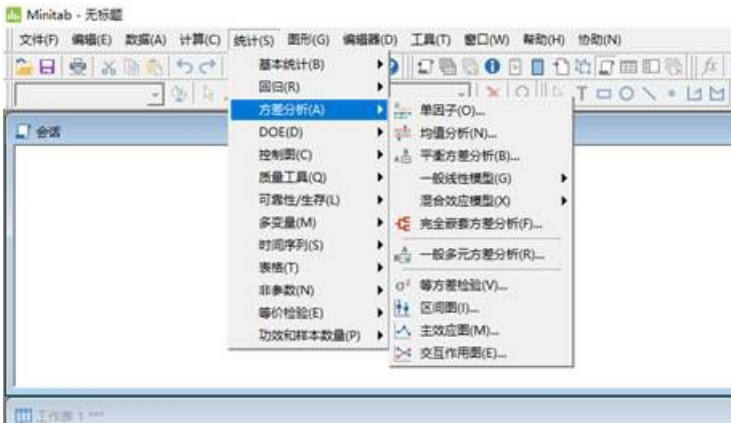 Minitab - 无标题
文件(F) 编辑(E) 数据(A) 计算(C) 统计(S) 图形(G) 编辑器(D) 工具(T) 窗口(W) 帮助(H) 协助(N)
会话
基本统计(B)
回归(R)
方差分析(A)
DOE(D)
控制图(C)
质量工具(Q)
可靠性/生存(L)
多变量(M)
时间序列(S)
表格(T)
非参数(N)
等价检验(E)
功效和样本数量(P)
单因子(O)...
均值分析(N)...
平衡方差分析(B)...
一般线性模型(G)
混合效应模型(X)
完全嵌套方差分析(F)...
一般多元方差分析(R)...
等方差检验(V)...
区间图(I)...
主效应图(M)...
交互作用图(E)...
工作表 1 ***